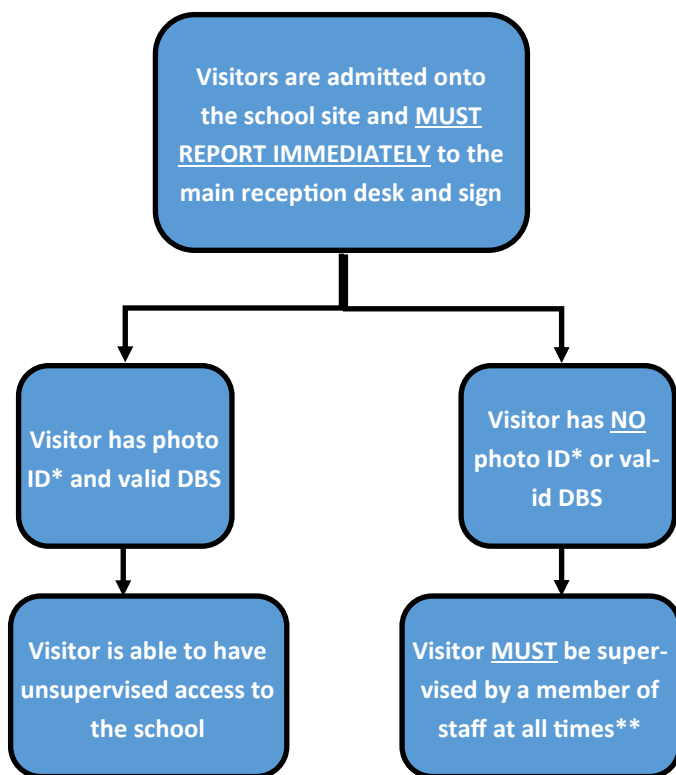 Visitors are admitted onto
the school site and MUST
REPORT IMMEDIATELY to the
main reception desk and sign
Visitor has photo
ID* and valid DBS
Visitor has NO
photo ID* or val-
id DBS
Visitor is able to have
unsupervised access to
the school
Visitor MUST be super-
vised by a member of
staff at all times**